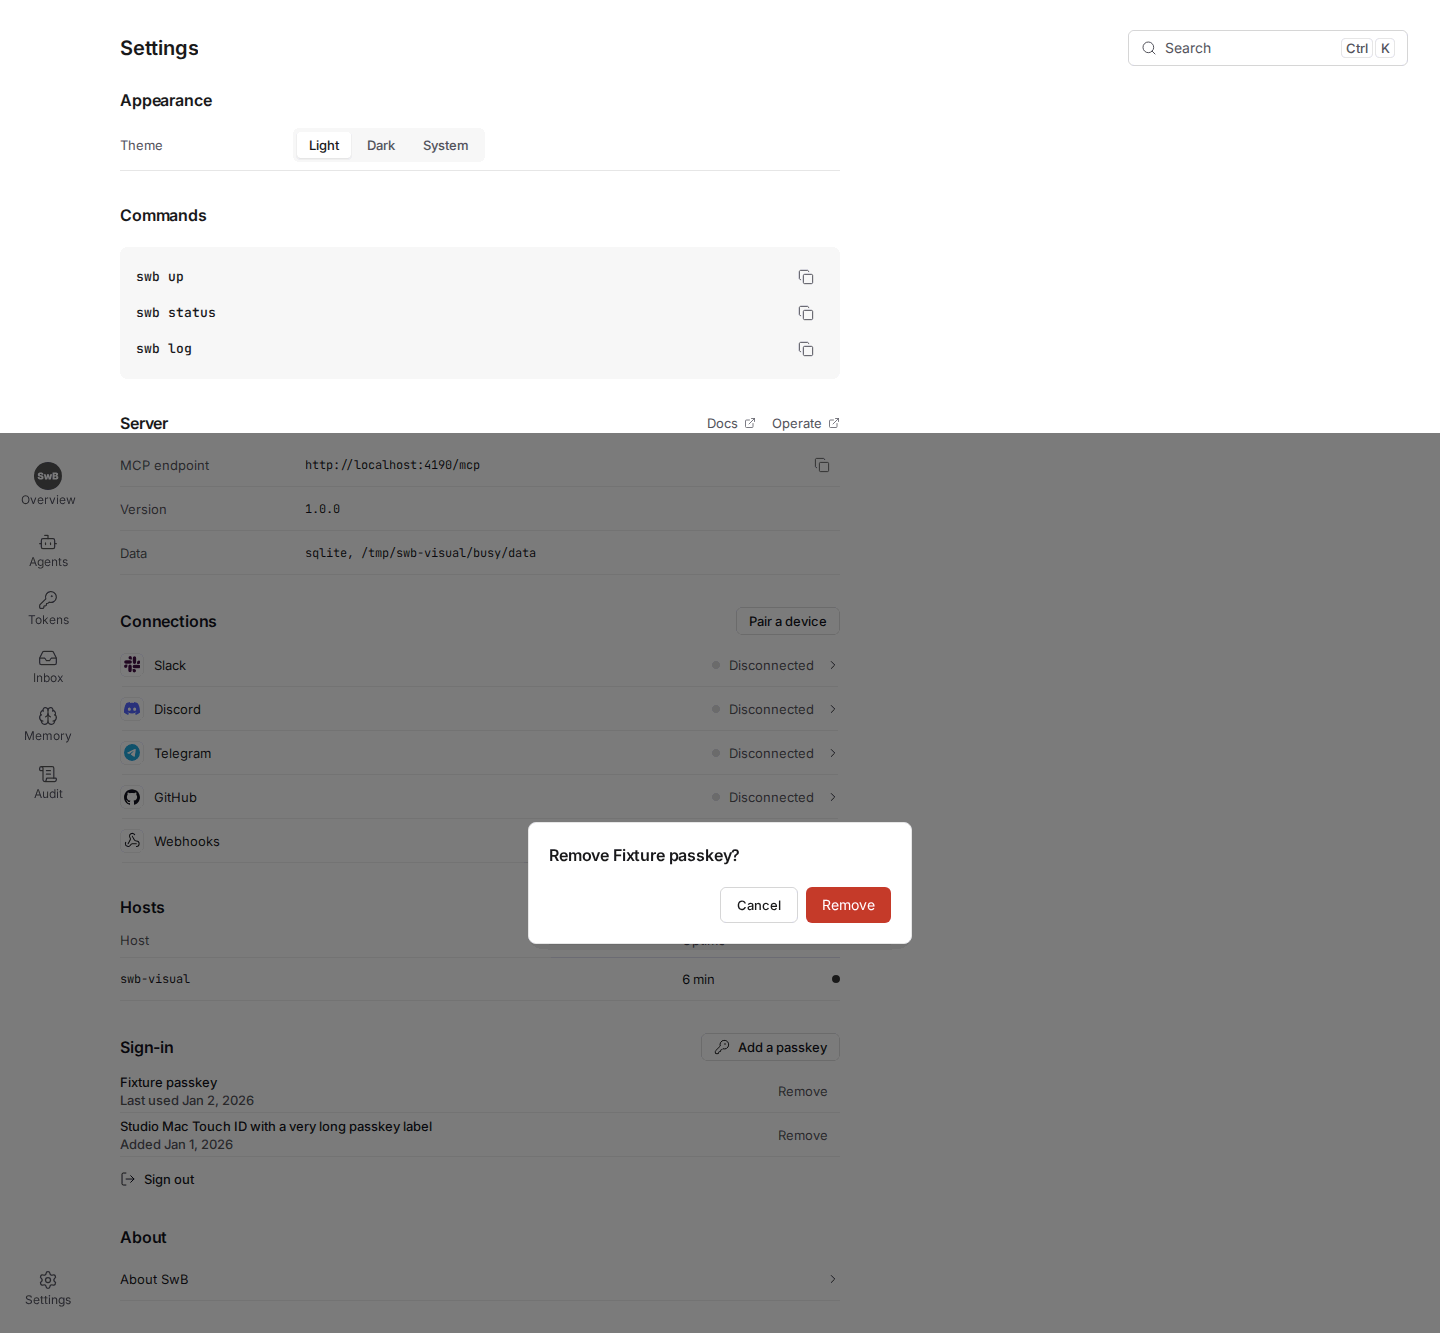 Settings
Search
Ctrl K
Appearance
Theme
Light Dark System
Commands
swb up
swb status
swb log
Server
Docs Operate
MCP endpoint
http://localhost:4190/mcp
Version
1.0.0
Data
sqlite, /tmp/swb-visual/busy/data
SwB
Overview
Agents
Tokens
Inbox
Memory
Audit
Settings
Connections
Pair a device
Slack
Disconnected
Discord
Disconnected
Telegram
Disconnected
GitHub
Disconnected
Webhooks
Remove Fixture passkey?
Cancel
Remove
Hosts
Host
swb-visual
6 min
Sign-in
Add a passkey
Fixture passkey
Last used Jan 2, 2026
Remove
Studio Mac Touch ID with a very long passkey label
Added Jan 1, 2026
Remove
Sign out
About
About SwB